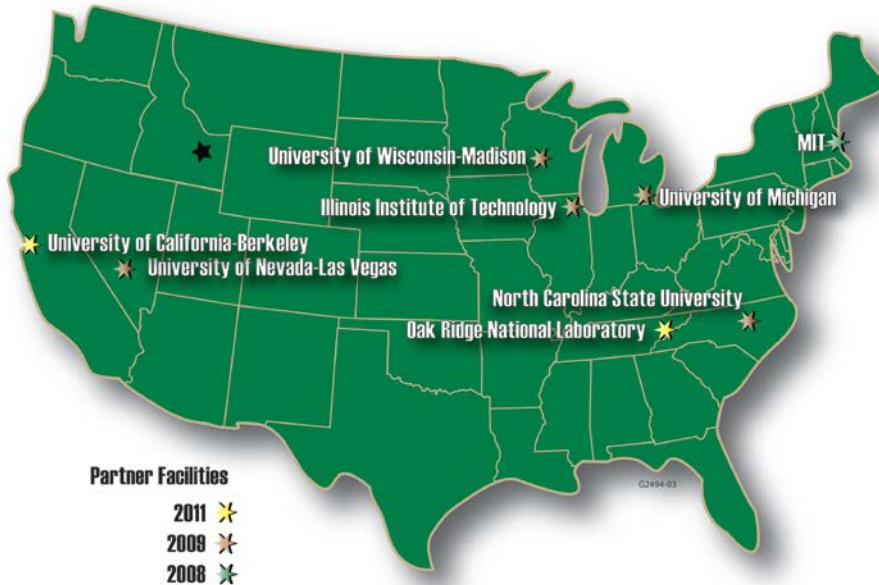 MIT
University of Wisconsin-Madison
University of Michigan
Illinois Institute of Technology
University of California-Berkeley
University of Nevada-Las Vegas
North Carolina State University
Oak Ridge National Laboratory
Partner Facilities
G2494-03
2011
2009
2008